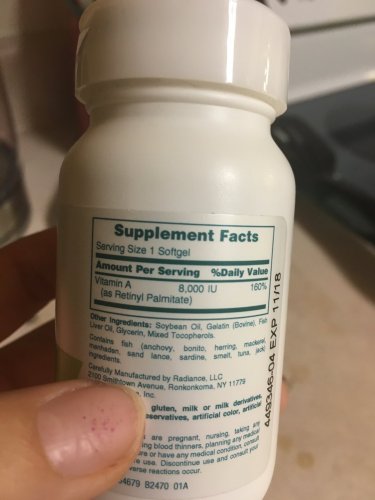 Supplement Facts
Serving Size 1 Softgel
Amount Per Serving %Daily Value
Vitamin A 8,000 IU 160%
(as Retinyl Palmitate)
Other Ingredients: Soybean Oil, Gelatin (Bovine), Fish
Liver Oil, Glycerin, Mixed Tocopherols.
Contains fish (anchovy, bonito, herring, mackerel,
menhaden, sand lance, sardine, smelt, tuna, jack)
ingredients.
Carefully Manufactured by Radiance, LLC
2100 Smithtown Avenue, Ronkonkoma, NY 11779
Inc.
gluten, milk or milk derivatives,
artificial color, artificial
are pregnant, nursing, taking any
blood thinners, planning any medical
or have any medical condition,
use. Discontinue use and consult your
reactions occur.
82470 01A
449346-04 EXP 11/18